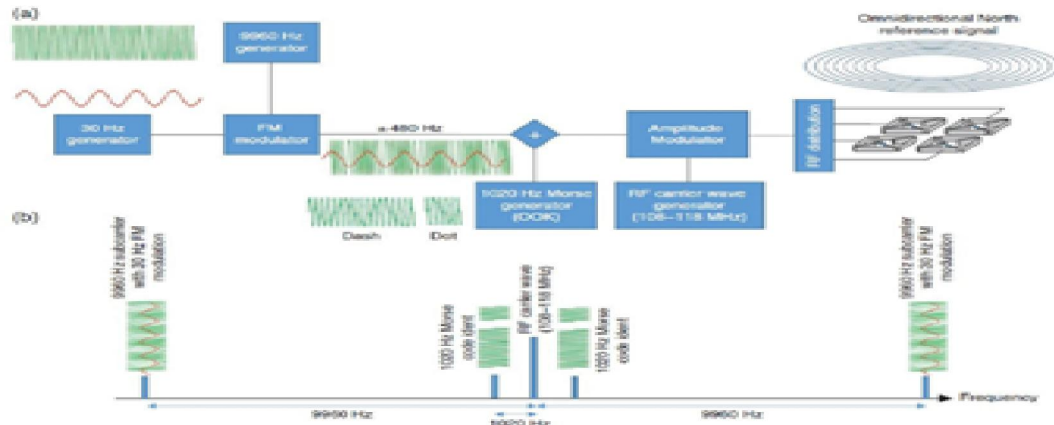 (a)
Omnidirectional North
reference signal
9960 Hz
generator
30 Hz
generator
FM
modulator
± 480 Hz
+
Amplitude
Modulator
RF distribution
1020 Hz Morse
generator
(OOK)
RF carrier wave
generator
(108–118 MHz)
Dash
Dot
(b)
9960 Hz subcarrier
with 30 Hz FM
modulation
1020 Hz Morse
code ident
RF carrier wave
(108–118 MHz)
1020 Hz Morse
code ident
9960 Hz subcarrier
with 30 Hz FM
modulation
Frequency
9960 Hz
9960 Hz
1020 Hz